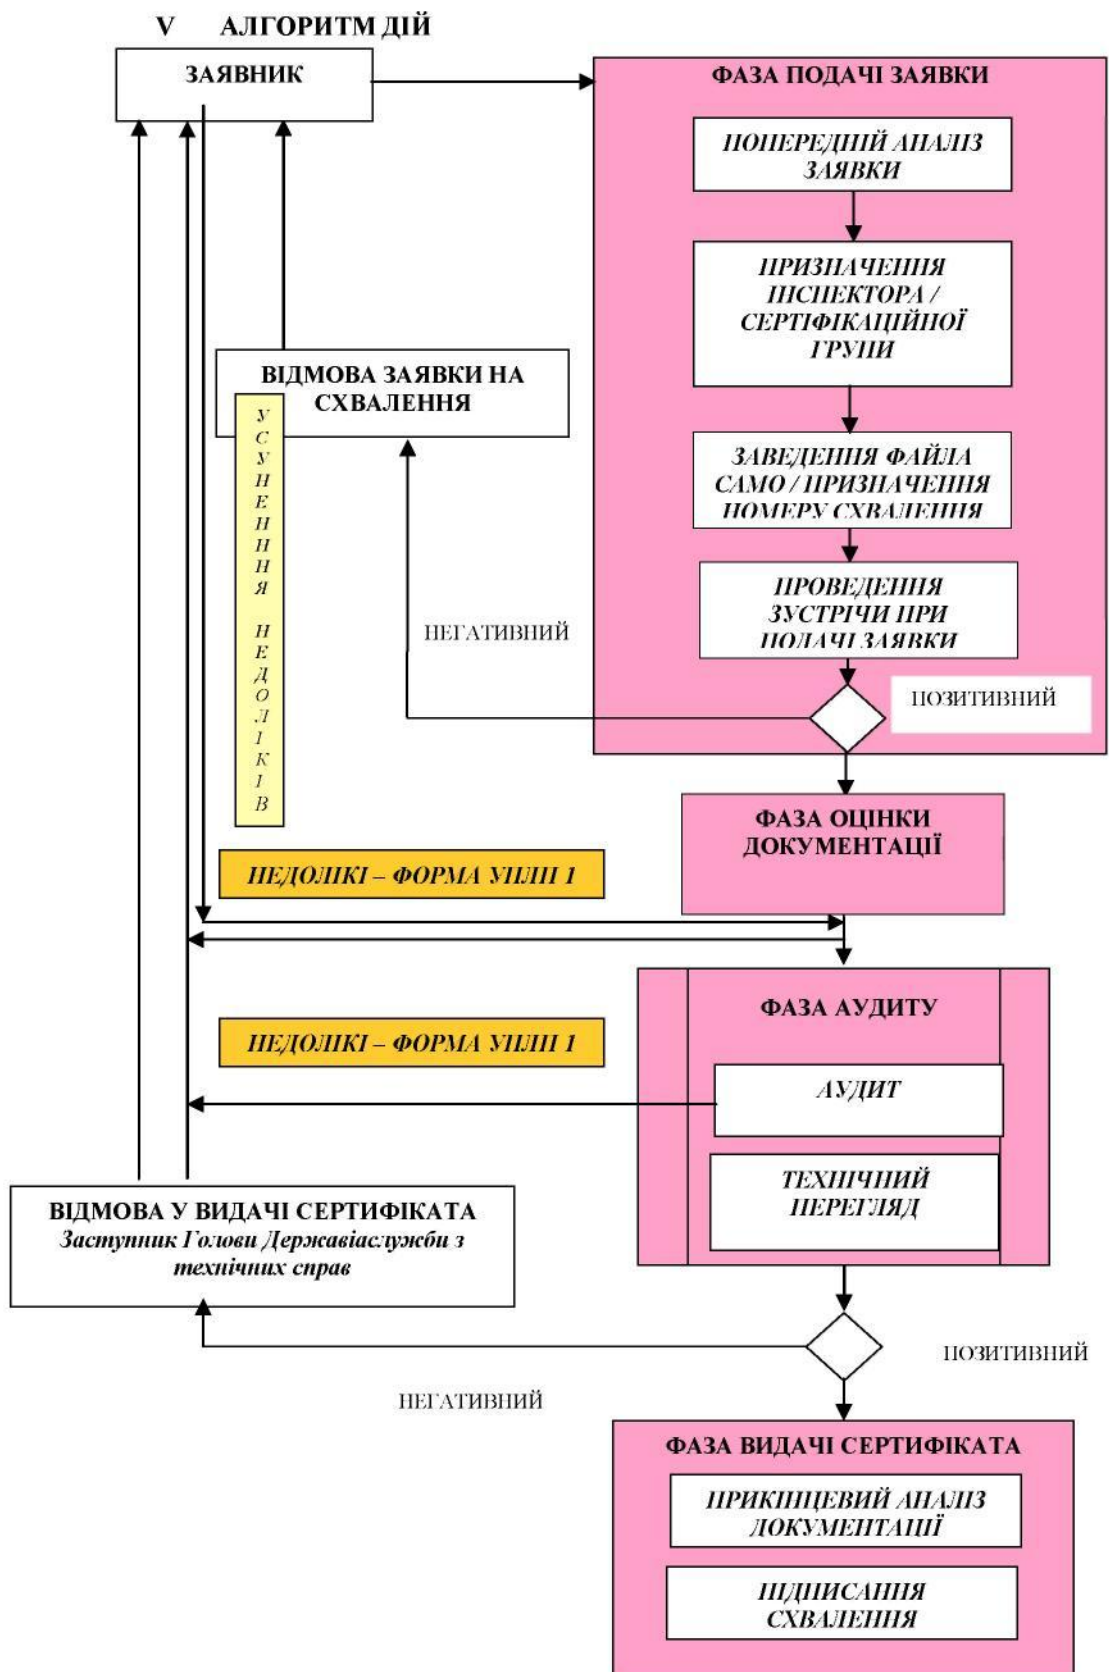 V АЛГОРИТМ ДІЙ
ЗАЯВНИК
ФАЗА ПОДАЧІ ЗАЯВКИ
ПОПЕРЕДНІЙ АНАЛІЗ
ЗАЯВКИ
ПРИЗНАЧЕННЯ
ІНСПЕКТОРА /
СЕРТІФІКАЦІЙНОЇ
ГРУПИ
ВІДМОВА ЗАЯВКИ НА
СХВАЛЕННЯ
УСУНЕННЯ НЕДОЛІКІВ
ЗАВЕДЕННЯ ФАЙЛА
САМО / ПРИЗНАЧЕННЯ
НОМЕРУ СХВАЛЕННЯ
ПРОВЕДЕННЯ
ЗУСТРІЧИ ПРИ
ПОДАЧІ ЗАЯВКИ
НЕГАТИВНИЙ
ПОЗИТИВНИЙ
ФАЗА ОЦІНКИ
ДОКУМЕНТАЦІЇ
НЕДОЛІКІ – ФОРМА УПЛП 1
ФАЗА АУДИТУ
НЕДОЛІКІ – ФОРМА УПЛП 1
АУДИТ
ТЕХНІЧНИЙ
ПЕРЕГЛЯД
ВІДМОВА У ВИДАЧІ СЕРТИФІКАТА
Заступник Голови Державіаслужби з
технічних справ
ПОЗИТИВНИЙ
НЕГАТИВНИЙ
ФАЗА ВИДАЧІ СЕРТИФІКАТА
ПРИКІНЦЕВИЙ АНАЛІЗ
ДОКУМЕНТАЦІЇ
ПІДПИСАННЯ
СХВАЛЕННЯ